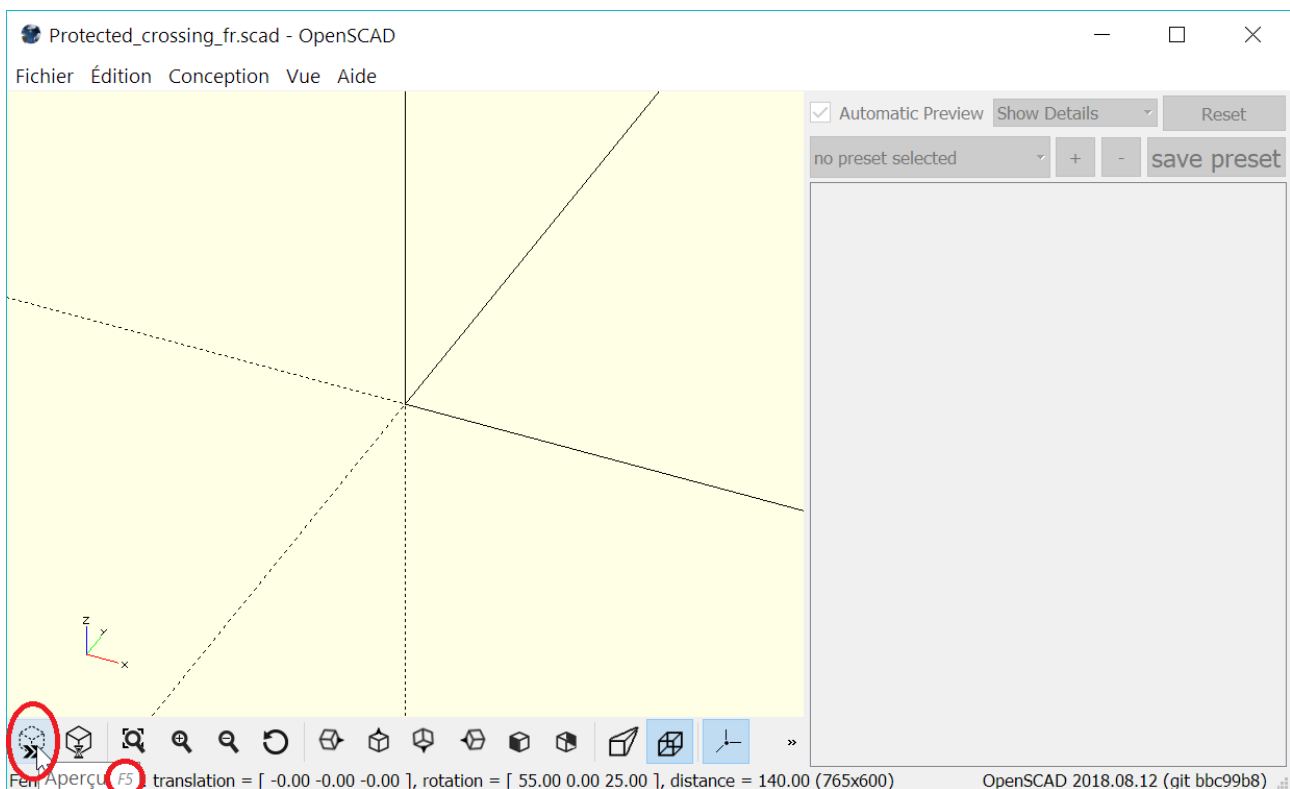 Protected_crossing_fr.scad - OpenSCAD
Fichier Édition Conception Vue Aide
Automatic Preview Show Details Reset
no preset selected + - save preset
z
y
x
»
Aperçu F5
translation = [ -0.00 -0.00 -0.00 ], rotation = [ 55.00 0.00 25.00 ], distance = 140.00 (765x600) OpenSCAD 2018.08.12 (git bbc99b8)